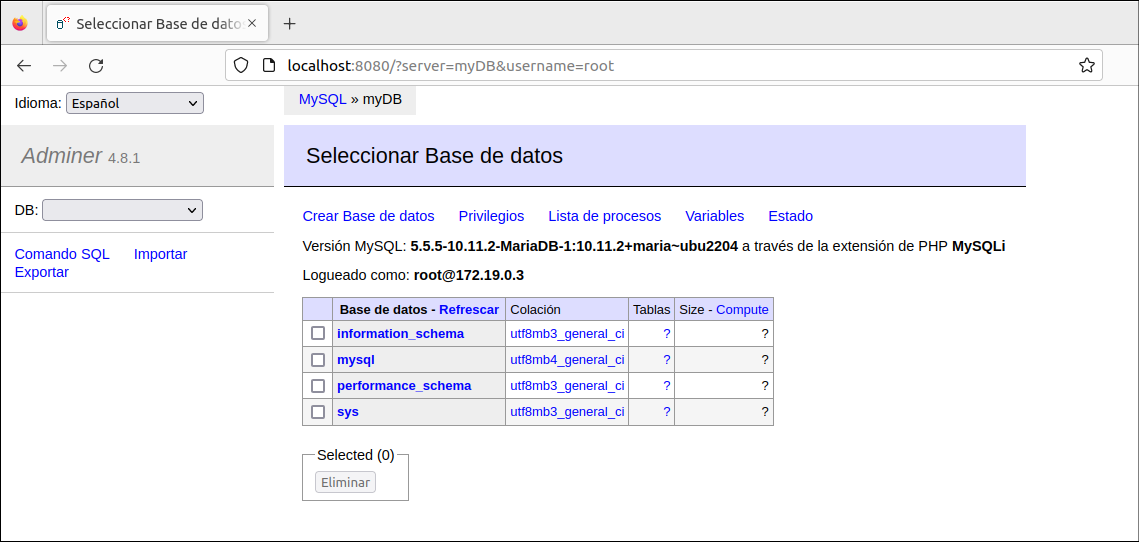 Seleccionar Base de datos
localhost:8080/?server=myDB&username=root
Idioma: Español
MySQL » myDB
Adminer 4.8.1
Seleccionar Base de datos
DB:
Crear Base de datos Privilegios Lista de procesos Variables Estado
Comando SQL Importar
Exportar
Versión MySQL: 5.5.5-10.11.2-MariaDB-1:10.11.2+maria~ubu2204 a través de la extensión de PHP MySQLi
Logueado como: root@172.19.0.3
Base de datos - Refrescar Colación Tablas Size - Compute
information_schema utf8mb3_general_ci ? ?
mysql utf8mb4_general_ci ? ?
performance_schema utf8mb3_general_ci ? ?
sys utf8mb3_general_ci ? ?
Selected (0)
Eliminar